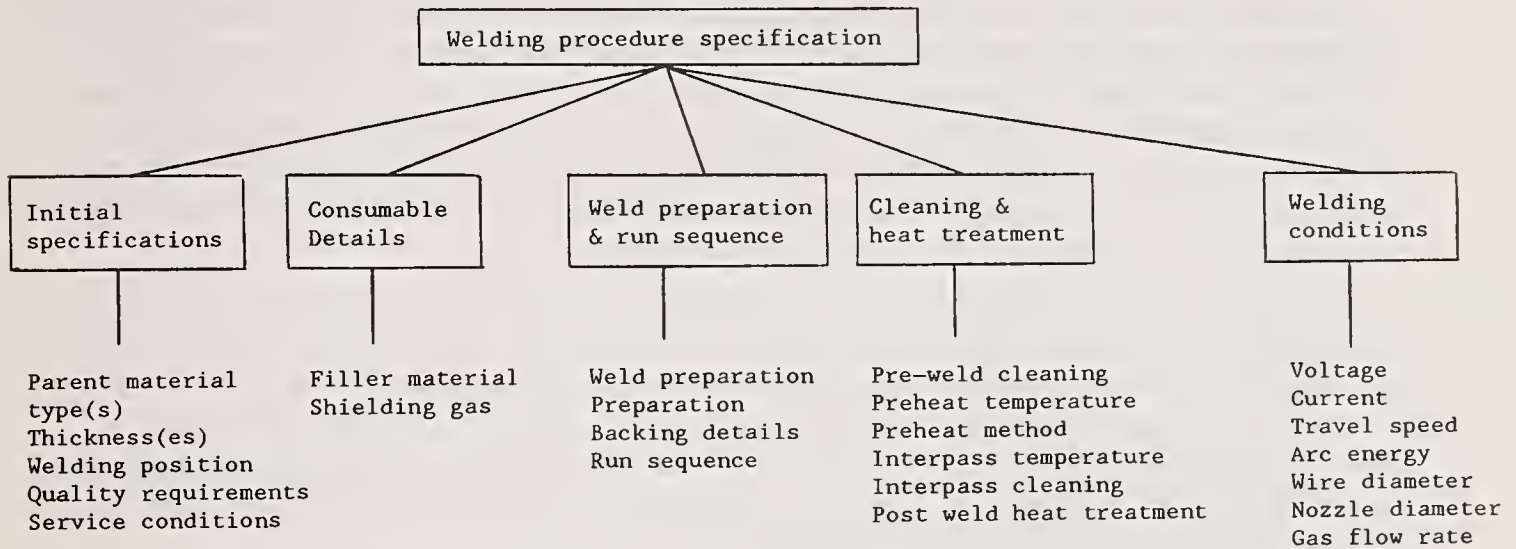 Welding procedure specification
Initial
specifications
Consumable
Details
Weld preparation
& run sequence
Cleaning &
heat treatment
Welding
conditions
Parent material
type(s)
Thickness(es)
Welding position
Quality requirements
Service conditions
Filler material
Shielding gas
Weld preparation
Preparation
Backing details
Run sequence
Pre-weld cleaning
Preheat temperature
Preheat method
Interpass temperature
Interpass cleaning
Post weld heat treatment
Voltage
Current
Travel speed
Arc energy
Wire diameter
Nozzle diameter
Gas flow rate